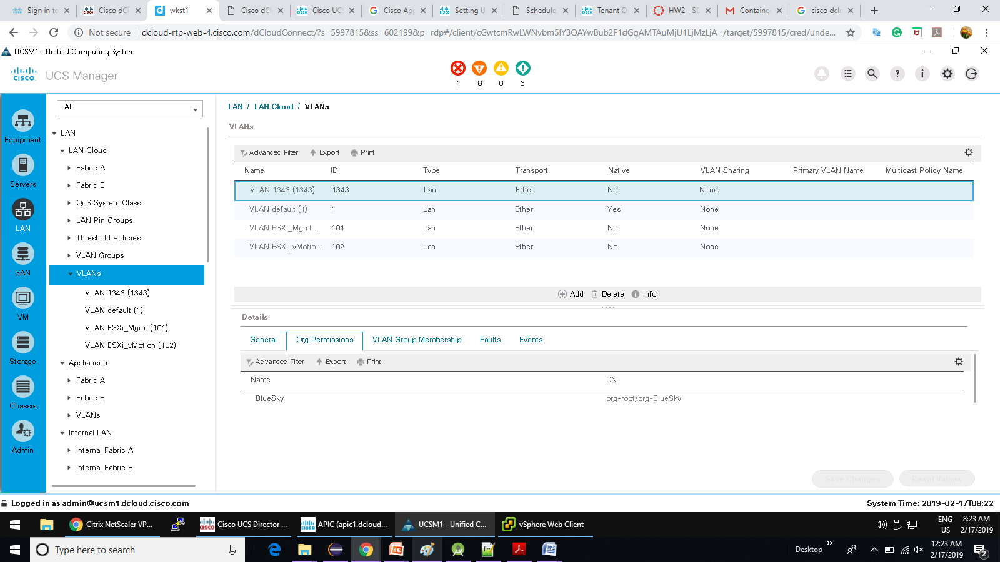 Sign in to
Cisco dCl
wkst1
Cisco dCl
Cisco UCS
Cisco App
Setting U
Schedule
Tenant O
HW2 - SD
Container
cisco dclo
Not secure | dcloud-rtp-web-4.cisco.com/dCloudConnect/?s=5997815&ss=602199&p=rdp#/client/cGwtcmRwLWNvbm5lY3QAYwBub2F1dGgAMTAuMjU1LjMzLjA=/target/5997815/cred/unde...
UCSM1 - Unified Computing System
CISCO. UCS Manager
1 0 0 3
All
LAN / LAN Cloud / VLANs
VLANs
Equipment
Servers
LAN
SAN
VM
Storage
Chassis
Admin
LAN
LAN Cloud
Fabric A
Fabric B
QoS System Class
LAN Pin Groups
Threshold Policies
VLAN Groups
VLANs
VLAN 1343 (1343)
VLAN default (1)
VLAN ESXi_Mgmt (101)
VLAN ESXi_vMotion (102)
Appliances
Fabric A
Fabric B
VLANs
Internal LAN
Internal Fabric A
Internal Fabric B
Advanced Filter Export Print
Name ID Type Transport Native VLAN Sharing Primary VLAN Name Multicast Policy Name
VLAN 1343 (1343) 1343 Lan Ether No None
VLAN default (1) 1 Lan Ether Yes None
VLAN ESXi_Mgmt ... 101 Lan Ether No None
VLAN ESXi_vMotio... 102 Lan Ether No None
Add Delete Info
Details
General Org Permissions VLAN Group Membership Faults Events
Advanced Filter Export Print
Name DN
BlueSky org-root/org-BlueSky
Save Changes Reset Values
Logged in as admin@ucsm1.dcloud.cisco.com
System Time: 2019-02-17T08:22
Citrix NetScaler VP...
Cisco UCS Director ...
APIC (apic1.dcloud...
UCSM1 - Unified C...
vSphere Web Client
ENG
US
8:23 AM
2/17/2019
Type here to search
Desktop
12:23 AM
2/17/2019
2